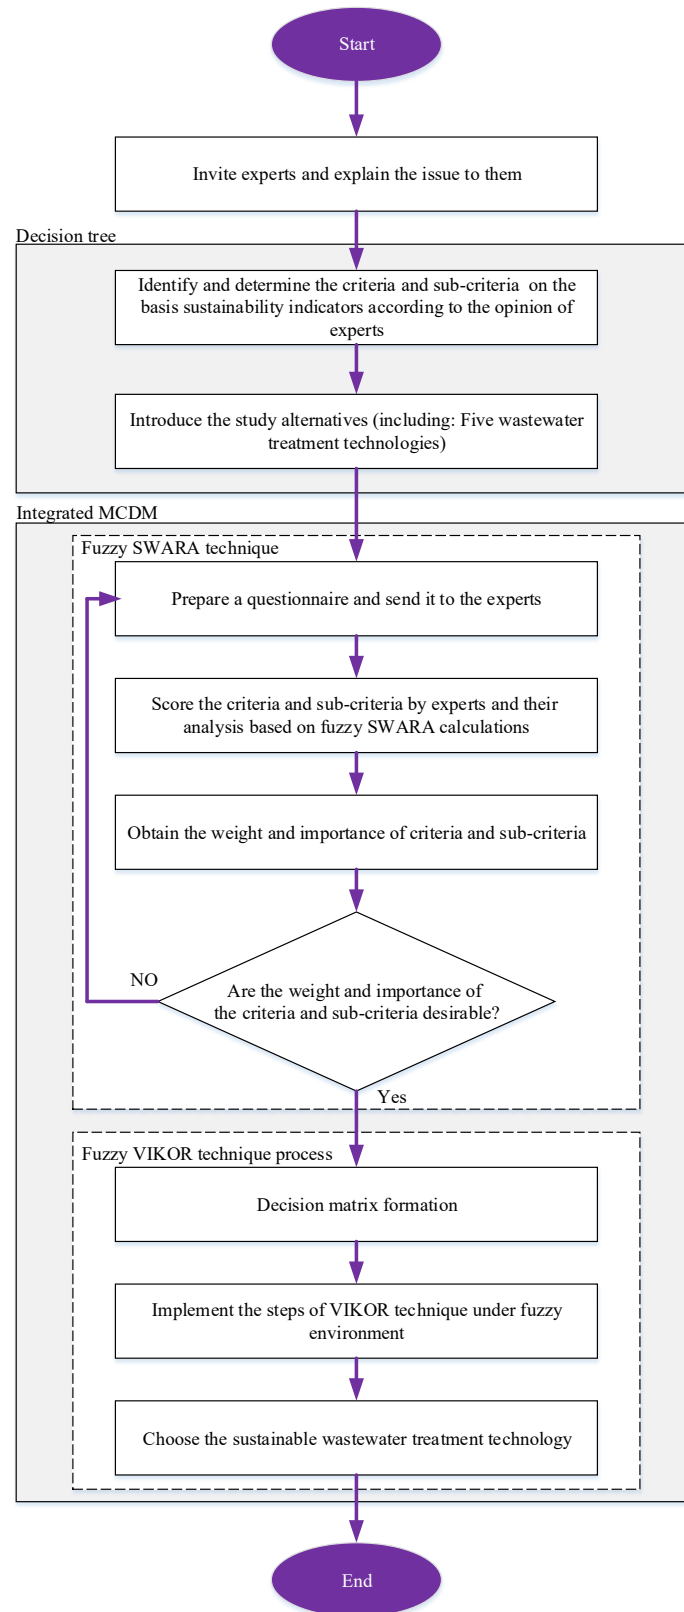 Start
Invite experts and explain the issue to them
Decision tree
Identify and determine the criteria and sub-criteria on the
basis sustainability indicators according to the opinion of
experts
Introduce the study alternatives (including: Five wastewater
treatment technologies)
Integrated MCDM
Fuzzy SWARA technique
Prepare a questionnaire and send it to the experts
Score the criteria and sub-criteria by experts and their
analysis based on fuzzy SWARA calculations
Obtain the weight and importance of criteria and sub-criteria
NO
Are the weight and importance of
the criteria and sub-criteria desirable?
Yes
Fuzzy VIKOR technique process
Decision matrix formation
Implement the steps of VIKOR technique under fuzzy
environment
Choose the sustainable wastewater treatment technology
End